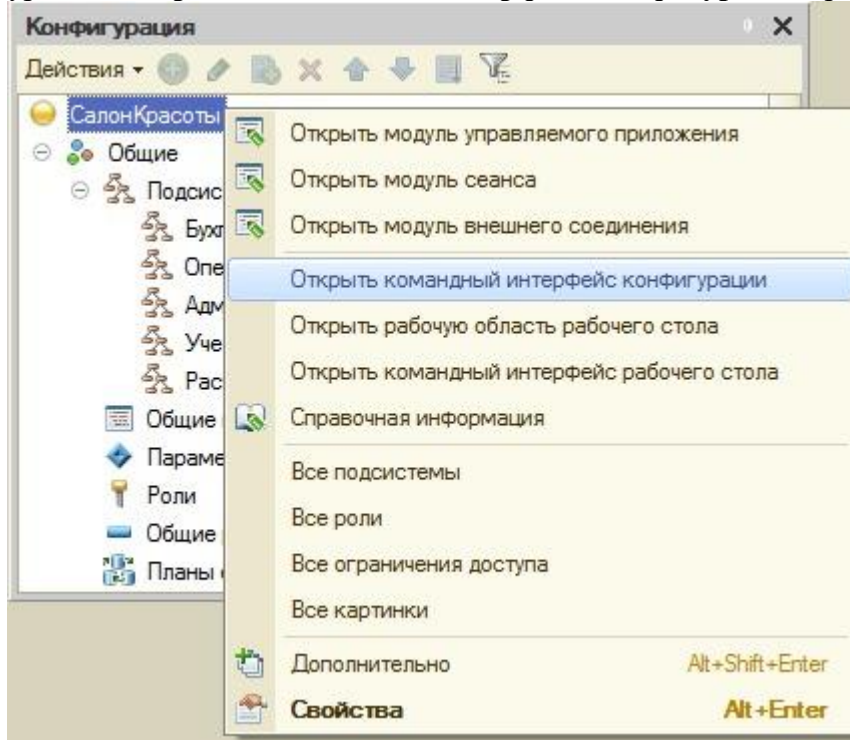 Конфигурация
Действия
СалонКрасоты
Общие
Подсис
Бухг
Опе
Адм
Уче
Рас
Общие
Параме
Роли
Общие
Планы
Открыть модуль управляемого приложения
Открыть модуль сеанса
Открыть модуль внешнего соединения
Открыть командный интерфейс конфигурации
Открыть рабочую область рабочего стола
Открыть командный интерфейс рабочего стола
Справочная информация
Все подсистемы
Все роли
Все ограничения доступа
Все картинки
Дополнительно Alt+Shift+Enter
Свойства Alt+Enter